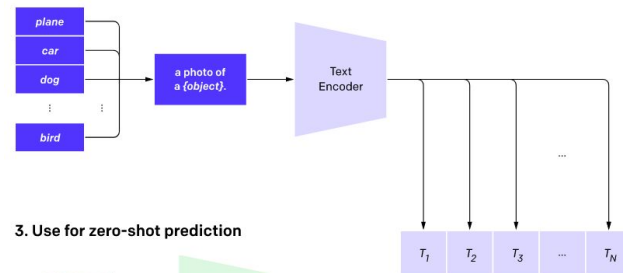 plane
car
dog
⋮ ⋮
bird
a photo of
a {object}.
Text
Encoder
...
3. Use for zero-shot prediction
T1 T2 T3 ... TN